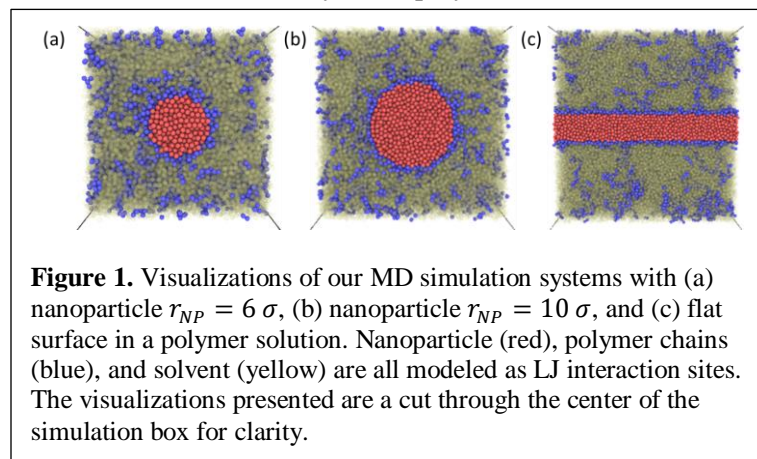 (a) (b) (c)
Figure 1. Visualizations of our MD simulation systems with (a)
nanoparticle 𝑟𝑁𝑃 = 6 𝜎, (b) nanoparticle 𝑟𝑁𝑃 = 10 𝜎, and (c) flat
surface in a polymer solution. Nanoparticle (red), polymer chains
(blue), and solvent (yellow) are all modeled as LJ interaction sites.
The visualizations presented are a cut through the center of the
simulation box for clarity.